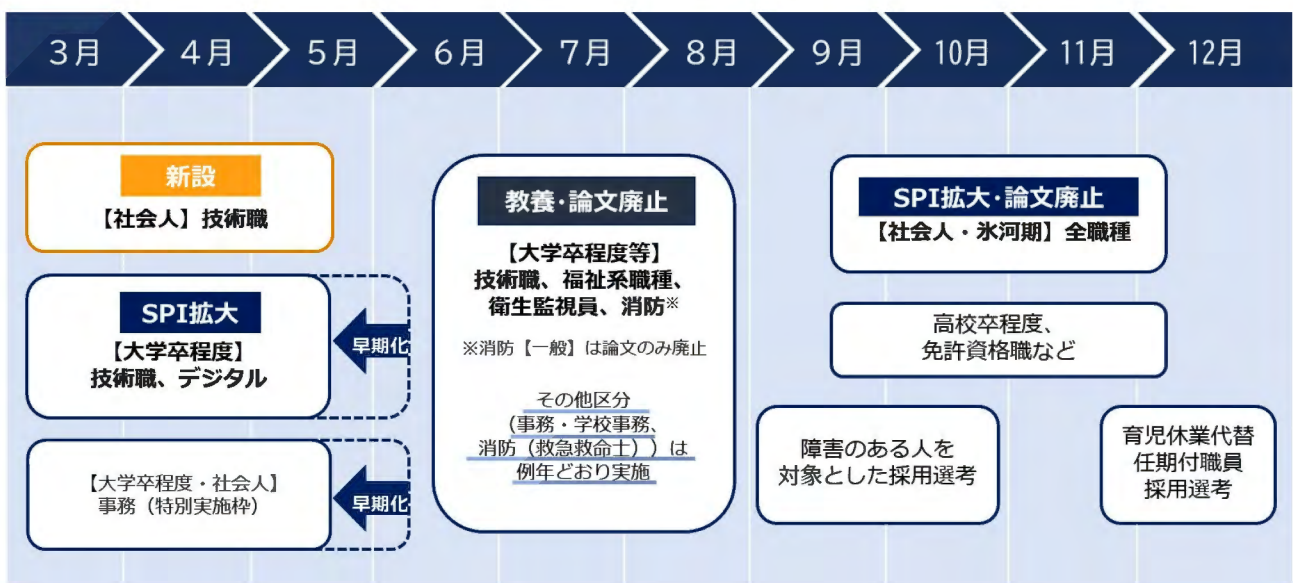 3月
4月
5月
6月
7月
8月
9月
10月
11月
12月
新設
【社会人】技術職
SPI拡大
【大学卒程度】
技術職、デジタル
早期化
【大学卒程度・社会人】
事務（特別実施枠）
早期化
教養・論文廃止
【大学卒程度等】
技術職、福祉系職種、
衛生監視員、消防※
※消防【一般】は論文のみ廃止
その他区分
（事務・学校事務、
消防（救急救命士））は
例年どおり実施
SPI拡大・論文廃止
【社会人・氷河期】全職種
高校卒程度、
免許資格職など
障害のある人を
対象とした採用選考
育児休業代替
任期付職員
採用選考